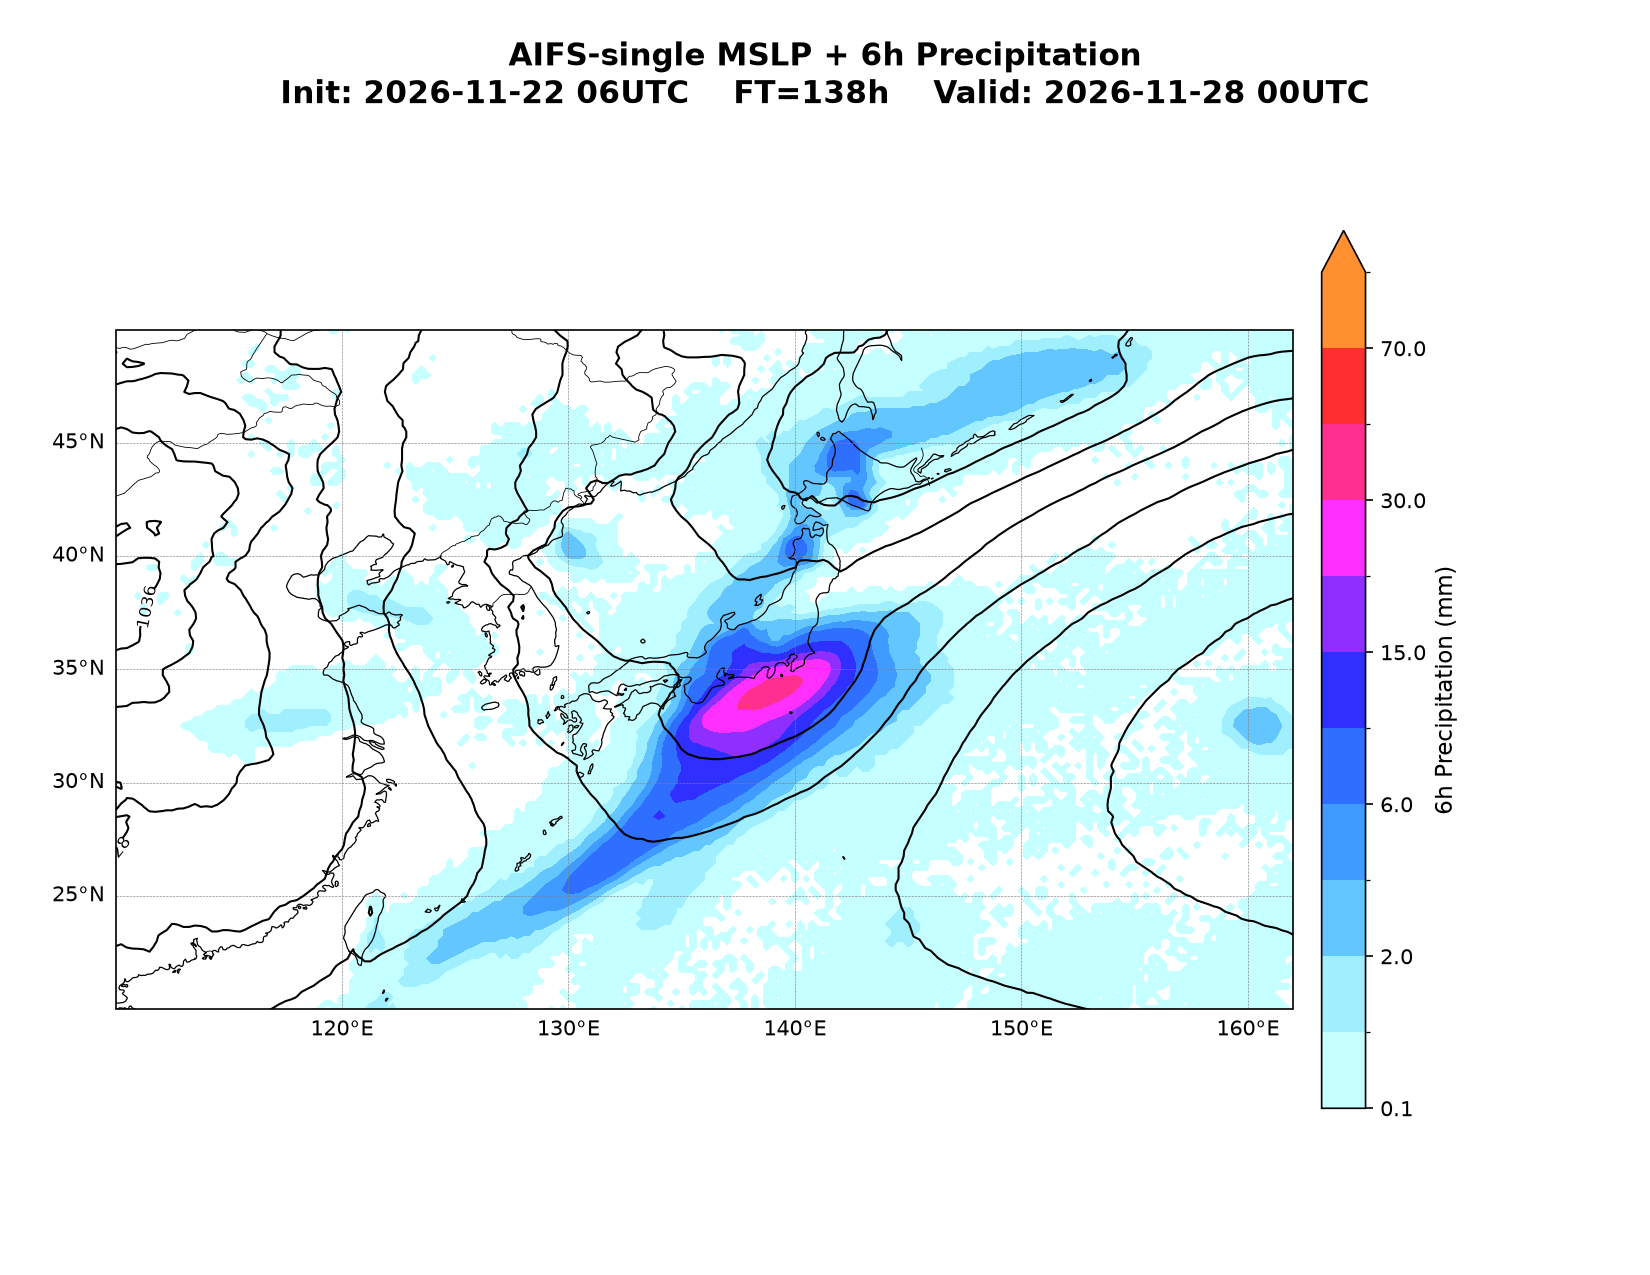 AIFS-single MSLP + 6h Precipitation
Init: 2026-11-22 06UTC    FT=138h    Valid: 2026-11-28 00UTC
70.0
30.0
15.0
6.0
2.0
0.1
6h Precipitation (mm)
45°N
40°N
35°N
30°N
25°N
1036
120°E
130°E
140°E
150°E
160°E